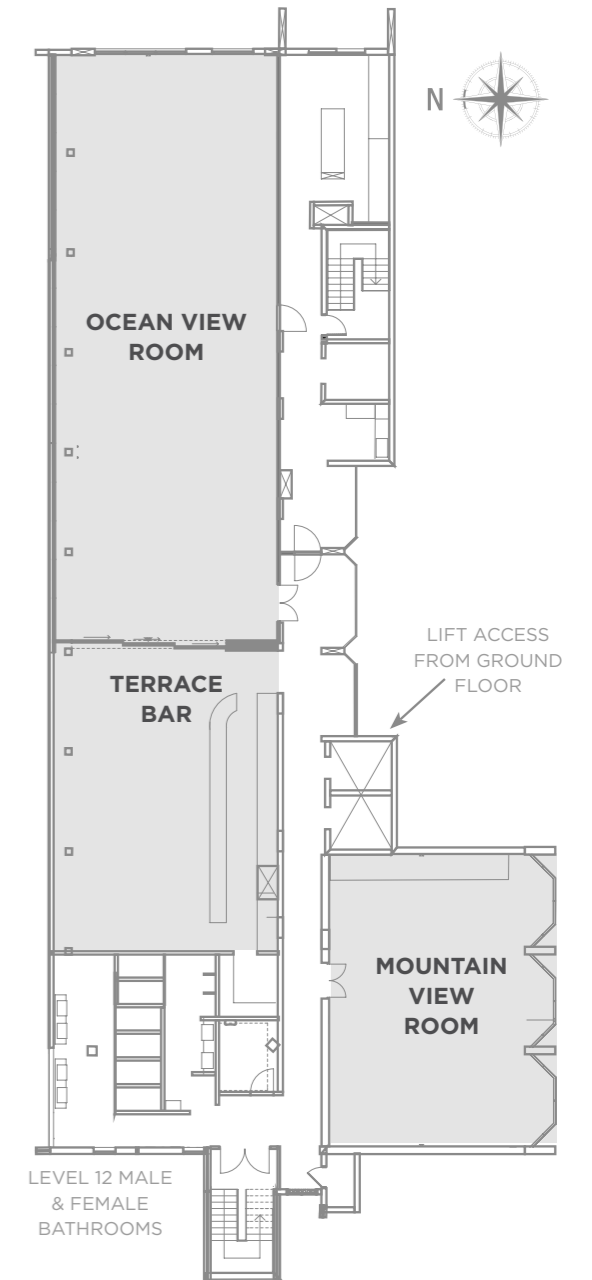 N
OCEAN VIEW
ROOM
LIFT ACCESS
FROM GROUND
FLOOR
TERRACE
BAR
MOUNTAIN
VIEW
ROOM
LEVEL 12 MALE
& FEMALE
BATHROOMS